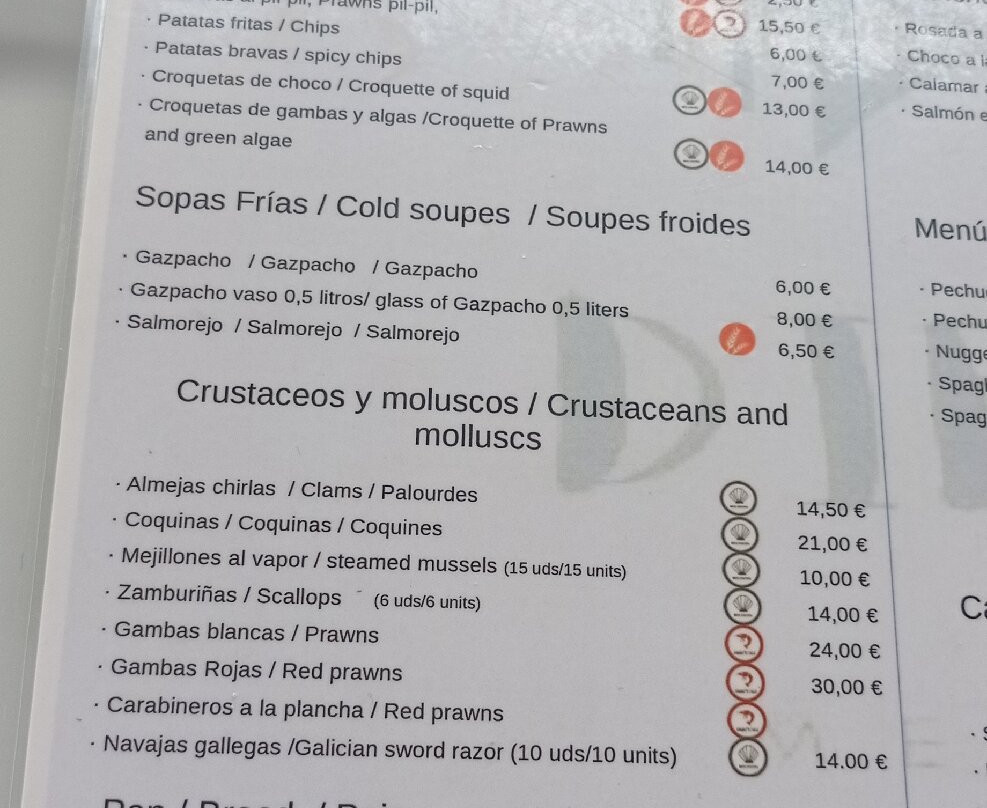 pil-pil, Prawns pil-pil,
· Patatas fritas / Chips 15,50 €
· Patatas bravas / spicy chips 6,00 €
· Croquetas de choco / Croquette of squid 7,00 €
· Croquetas de gambas y algas /Croquette of Prawns 13,00 €
and green algae 14,00 €
Sopas Frías / Cold soupes / Soupes froides
· Gazpacho / Gazpacho / Gazpacho 6,00 €
· Gazpacho vaso 0,5 litros/ glass of Gazpacho 0,5 liters 8,00 €
· Salmorejo / Salmorejo / Salmorejo 6,50 €
Crustaceos y moluscos / Crustaceans and
molluscs
· Almejas chirlas / Clams / Palourdes 14,50 €
· Coquinas / Coquinas / Coquines 21,00 €
· Mejillones al vapor / steamed mussels (15 uds/15 units) 10,00 €
· Zamburiñas / Scallops (6 uds/6 units) 14,00 €
· Gambas blancas / Prawns 24,00 €
· Gambas Rojas / Red prawns 30,00 €
· Carabineros a la plancha / Red prawns
· Navajas gallegas /Galician sword razor (10 uds/10 units) 14.00 €
· Rosada a
· Choco a la
· Calamar a
· Salmón e
Menú
· Pechu
· Pechu
· Nugge
· Spag
· Spag